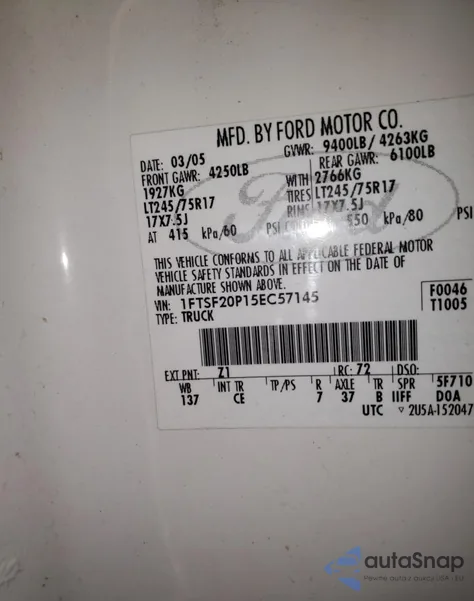 MFD. BY FORD MOTOR CO.
DATE: 03/05 GVWR: 9400LB / 4263KG
FRONT GAWR: 4250LB REAR GAWR: 6100LB
1927KG WITH 2766KG
LT245/75R17 TIRES LT245/75R17
17X7.5J RIMS 17X7.5J
AT 415 kPa/60 PSI COLD 550 kPa/80 PSI
THIS VEHICLE CONFORMS TO ALL APPLICABLE FEDERAL MOTOR
VEHICLE SAFETY STANDARDS IN EFFECT ON THE DATE OF
MANUFACTURE SHOWN ABOVE.
VIN: 1FTSF20P15EC57145 F0046
TYPE: TRUCK T1005
EXT PNT: Z1 RC: 72 DSO:
WB INT TR TP/PS R AXLE TR SPR 5F710
137 CE 7 37 B IIFF DOA
UTC ▽ 2U5A-152047
Ford
autoSnap